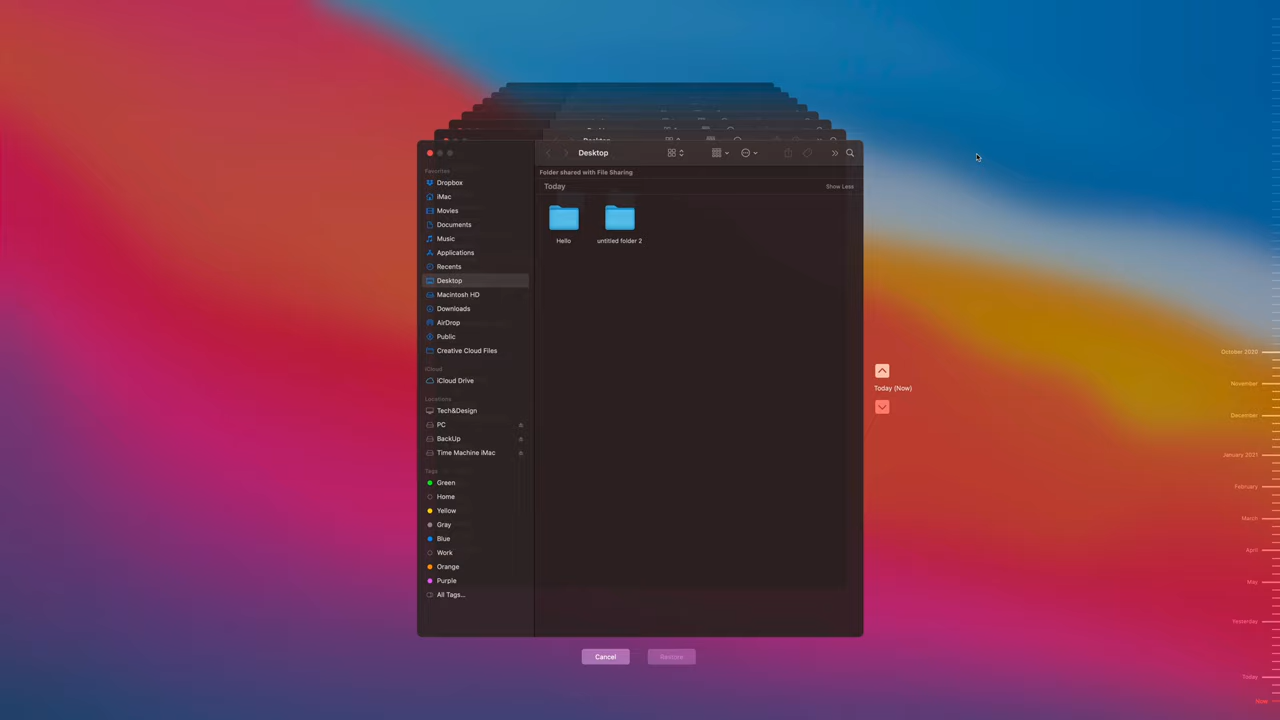 Desktop
Folder shared with File Sharing
Today
Show Less
Hello
untitled folder 2
Favorites
Dropbox
iMac
Movies
Documents
Music
Applications
Recents
Desktop
Macintosh HD
Downloads
AirDrop
Public
Creative Cloud Files
iCloud
iCloud Drive
Locations
Tech&Design
PC
BackUp
Time Machine iMac
Tags
Green
Home
Yellow
Gray
Blue
Work
Orange
Purple
All Tags...
Cancel
Restore
Today (Now)
October 2020
November
December
January 2021
February
March
April
May
Yesterday
Today
Now